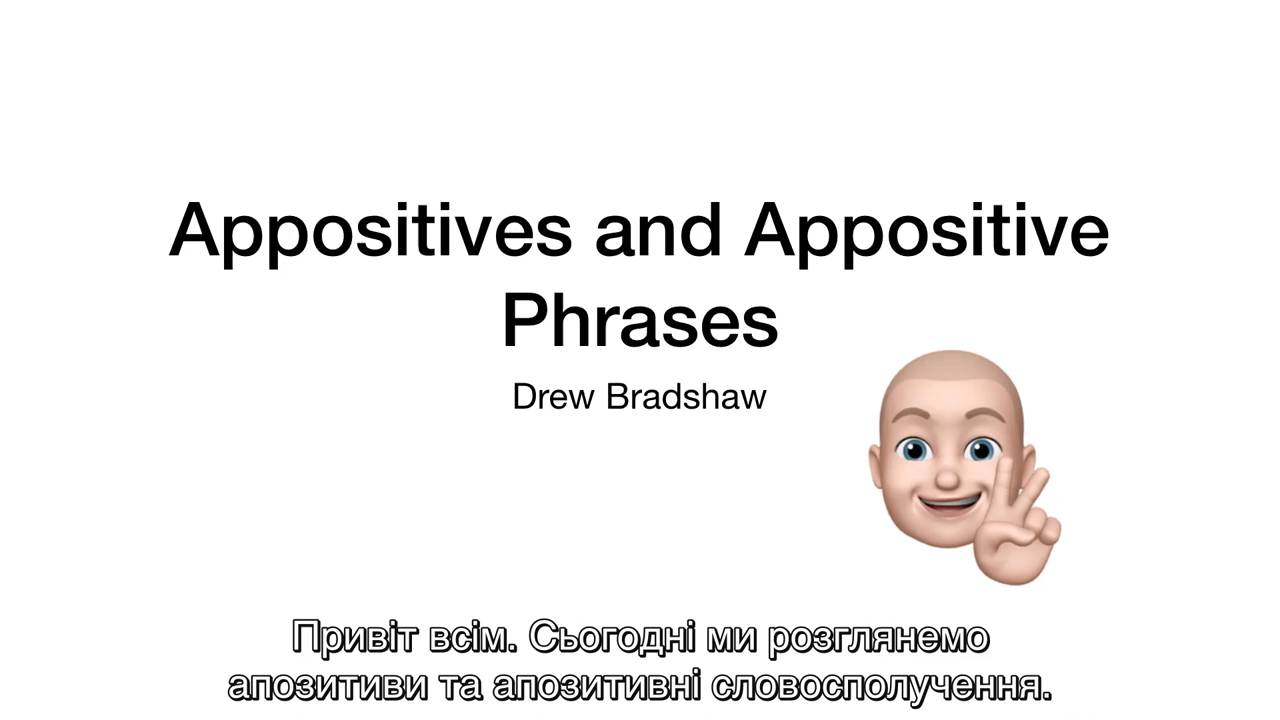 Appositives and Appositive
Phrases
Drew Bradshaw
Привіт всім. Сьогодні ми розглянемо
апозитиви та апозитивні словосполучення.